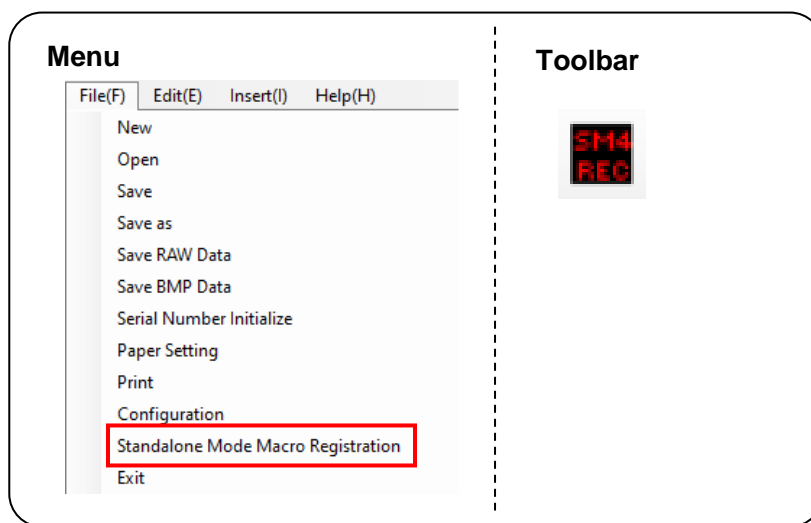 Menu
File(F) Edit(E) Insert(I) Help(H)
New
Open
Save
Save as
Save RAW Data
Save BMP Data
Serial Number Initialize
Paper Setting
Print
Configuration
Standalone Mode Macro Registration
Exit
Toolbar
SM4
REC